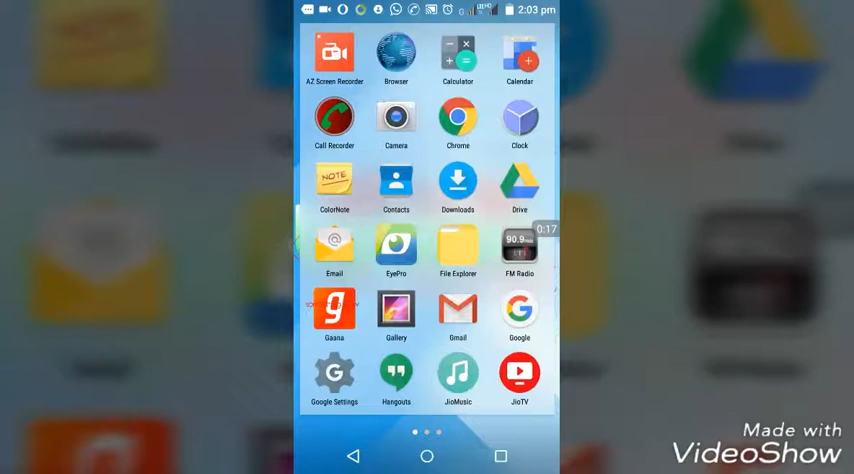 2:03 pm
AZ Screen Recorder Browser Calculator Calendar
Call Recorder Camera Chrome Clock
NOTE
ColorNote Contacts Downloads Drive
0:17
90.9
Email EyePro File Explorer FM Radio
Gaana Gallery Gmail Google
Google Settings Hangouts JioMusic JioTV
Made with
VideoShow